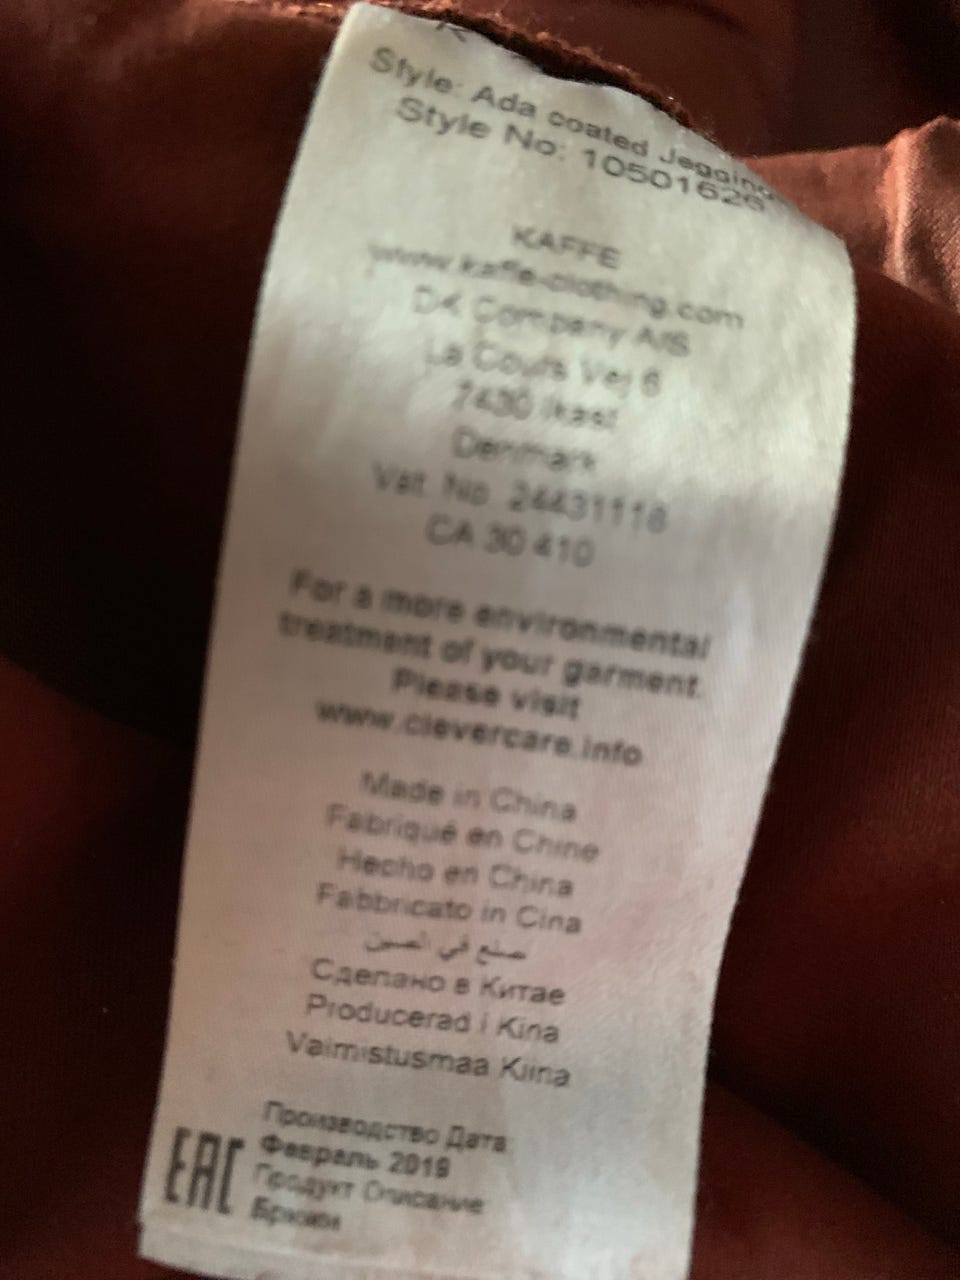 Style: Ada coated Jegging
Style No: 10501626
KAFFE
www.kaffe-clothing.com
DK Company A/S
La Cours Vej 6
7430 Ikast
Denmark
Vat. No. 24431118
CA 30 410
For a more environmental
treatment of your garment.
Please visit
www.clevercare.info
Made in China
Fabriqué en Chine
Hecho en China
Fabbricato in Cina
صنع في الصين
Сделано в Китае
Producerad i Kina
Valmistusmaa Kiina
Производство Дата
Февраль 2019
EAC
Продукт Описание
Брюки